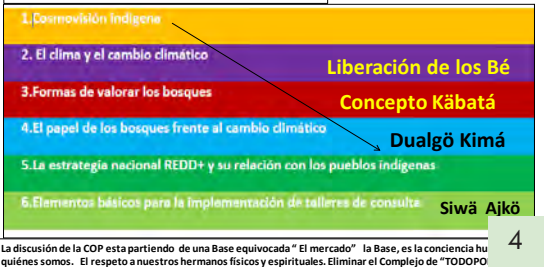 1.Cosmovisión Indigena
2. El clima y el cambio climático
Liberación de los Bé
3.Formas de valorar los bosques
Concepto Käbatá
4.El papel de los bosques frente al cambio climático
Dualgö Kimá
5.La estrategia nacional REDD+ y su relación con los pueblos indígenas
6.Elementos básicos para la implementación de talleres de consulta
Siwä Ajkö
La discusión de la COP esta partiendo de una Base equivocada “ El mercado” la Base, es la conciencia hu
4
quiénes somos. El respeto a nuestros hermanos físicos y espirituales. Eliminar el Complejo de “TODOPO